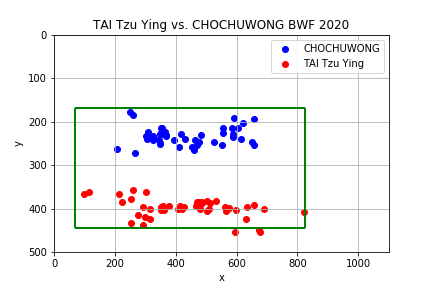 TAI Tzu Ying vs. CHOCHUWONG BWF 2020
CHOCHUWONG
TAI Tzu Ying
y
0
100
200
300
400
500
0 200 400 600 800 1000
x